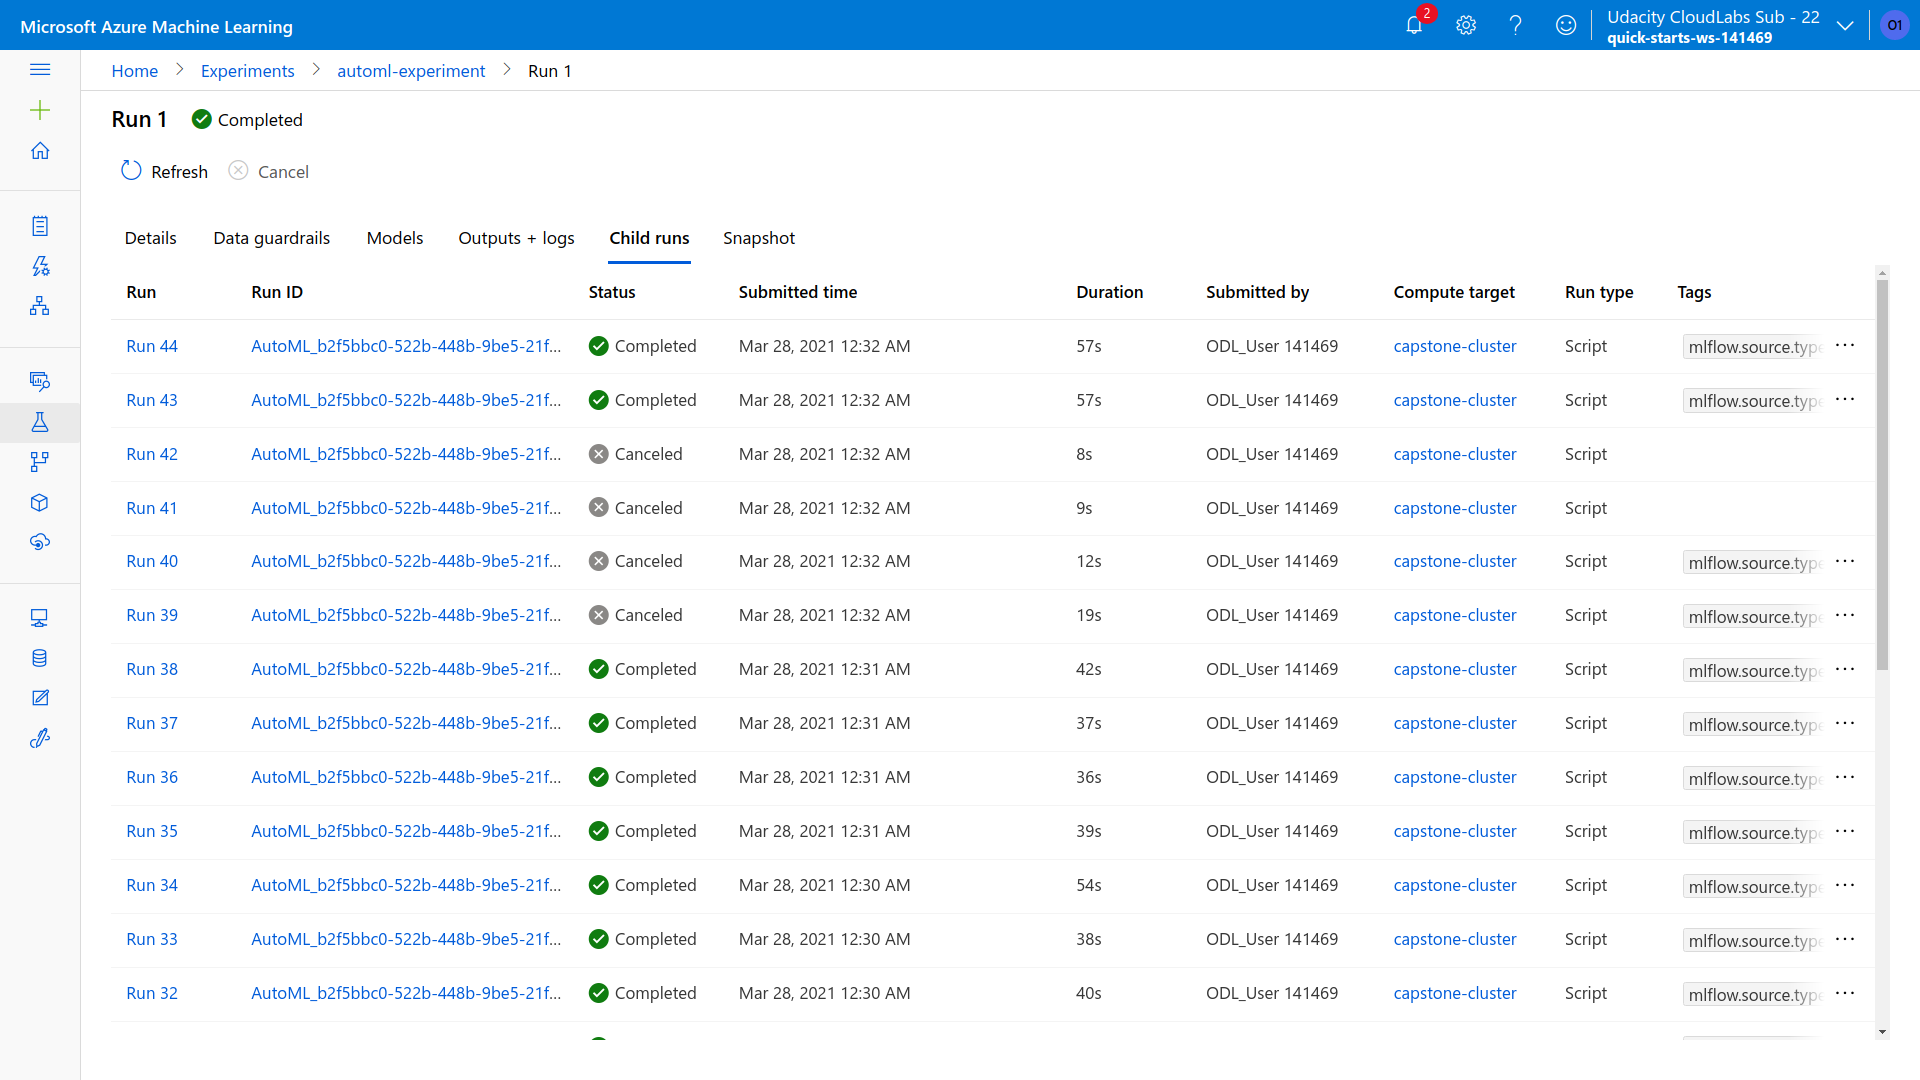 Microsoft Azure Machine Learning
2
Udacity CloudLabs Sub - 22
quick-starts-ws-141469
O1
Home > Experiments > automl-experiment > Run 1
Run 1 Completed
Refresh Cancel
Details Data guardrails Models Outputs + logs Child runs Snapshot
Run Run ID Status Submitted time Duration Submitted by Compute target Run type Tags
Run 44 AutoML_b2f5bbc0-522b-448b-9be5-21f... Completed Mar 28, 2021 12:32 AM 57s ODL_User 141469 capstone-cluster Script mlflow.source.type ...
Run 43 AutoML_b2f5bbc0-522b-448b-9be5-21f... Completed Mar 28, 2021 12:32 AM 57s ODL_User 141469 capstone-cluster Script mlflow.source.type ...
Run 42 AutoML_b2f5bbc0-522b-448b-9be5-21f... Canceled Mar 28, 2021 12:32 AM 8s ODL_User 141469 capstone-cluster Script
Run 41 AutoML_b2f5bbc0-522b-448b-9be5-21f... Canceled Mar 28, 2021 12:32 AM 9s ODL_User 141469 capstone-cluster Script
Run 40 AutoML_b2f5bbc0-522b-448b-9be5-21f... Canceled Mar 28, 2021 12:32 AM 12s ODL_User 141469 capstone-cluster Script mlflow.source.type ...
Run 39 AutoML_b2f5bbc0-522b-448b-9be5-21f... Canceled Mar 28, 2021 12:32 AM 19s ODL_User 141469 capstone-cluster Script mlflow.source.type ...
Run 38 AutoML_b2f5bbc0-522b-448b-9be5-21f... Completed Mar 28, 2021 12:31 AM 42s ODL_User 141469 capstone-cluster Script mlflow.source.type ...
Run 37 AutoML_b2f5bbc0-522b-448b-9be5-21f... Completed Mar 28, 2021 12:31 AM 37s ODL_User 141469 capstone-cluster Script mlflow.source.type ...
Run 36 AutoML_b2f5bbc0-522b-448b-9be5-21f... Completed Mar 28, 2021 12:31 AM 36s ODL_User 141469 capstone-cluster Script mlflow.source.type ...
Run 35 AutoML_b2f5bbc0-522b-448b-9be5-21f... Completed Mar 28, 2021 12:31 AM 39s ODL_User 141469 capstone-cluster Script mlflow.source.type ...
Run 34 AutoML_b2f5bbc0-522b-448b-9be5-21f... Completed Mar 28, 2021 12:30 AM 54s ODL_User 141469 capstone-cluster Script mlflow.source.type ...
Run 33 AutoML_b2f5bbc0-522b-448b-9be5-21f... Completed Mar 28, 2021 12:30 AM 38s ODL_User 141469 capstone-cluster Script mlflow.source.type ...
Run 32 AutoML_b2f5bbc0-522b-448b-9be5-21f... Completed Mar 28, 2021 12:30 AM 40s ODL_User 141469 capstone-cluster Script mlflow.source.type ...